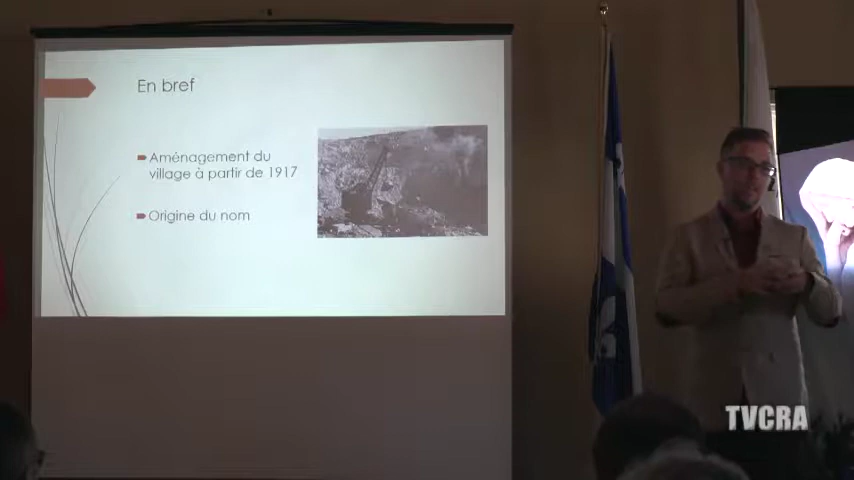 En bref
Aménagement du
village à partir de 1917
Origine du nom
TVCRA